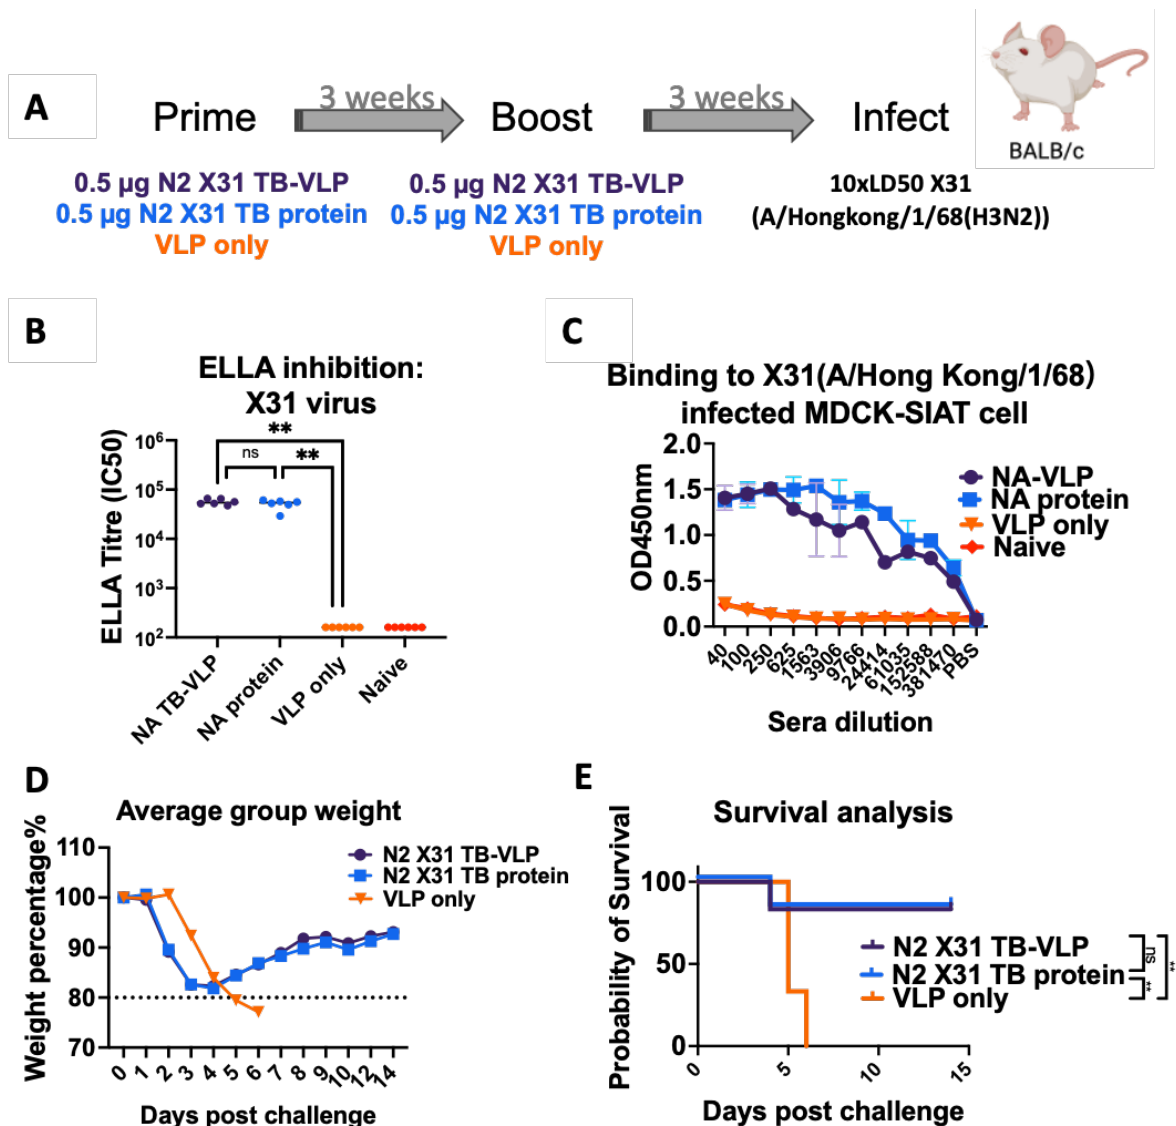 A
Prime
3 weeks
Boost
3 weeks
Infect
BALB/c
0.5 µg N2 X31 TB-VLP
0.5 µg N2 X31 TB protein
VLP only
0.5 µg N2 X31 TB-VLP
0.5 µg N2 X31 TB protein
VLP only
10xLD50 X31
(A/Hongkong/1/68(H3N2))
B
ELLA inhibition:
X31 virus
ELLA Titre (IC50)
10⁶
10⁵
10⁴
10³
10²
**
ns
**
NA TB-VLP
NA protein
VLP only
Naive
C
Binding to X31(A/Hong Kong/1/68)
infected MDCK-SIAT cell
OD450nm
2.0
1.5
1.0
0.5
0.0
NA-VLP
NA protein
VLP only
Naive
40
100
250
625
1563
3906
9766
24414
61035
152588
381470
PBS
Sera dilution
D
Average group weight
Weight percentage%
110
100
90
80
70
N2 X31 TB-VLP
N2 X31 TB protein
VLP only
0
1
2
3
4
5
6
7
8
9
10
12
14
Days post challenge
E
Survival analysis
Probability of Survival
100
50
0
N2 X31 TB-VLP
N2 X31 TB protein
VLP only
ns
**
**
0
5
10
15
Days post challenge